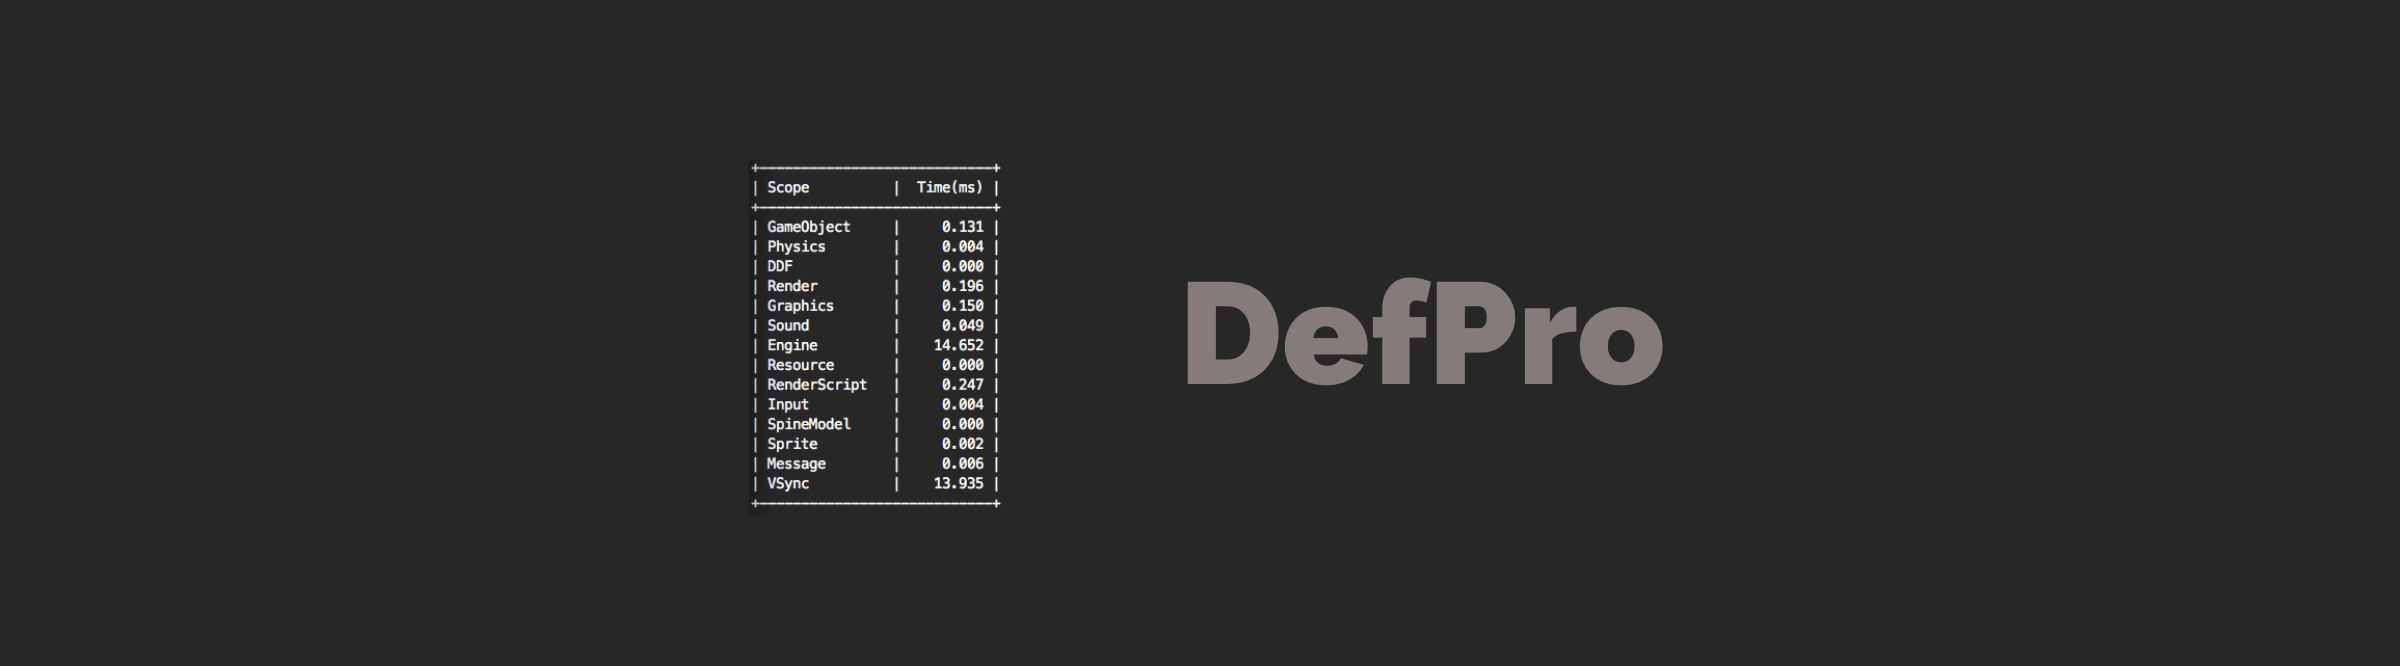 +----------------------------+
| Scope          |  Time(ms) |
+----------------------------+
| GameObject     |     0.131 |
| Physics        |     0.004 |
| DDF            |     0.000 |
| Render         |     0.196 |
| Graphics       |     0.150 |
| Sound          |     0.049 |
| Engine         |    14.652 |
| Resource       |     0.000 |
| RenderScript   |     0.247 |
| Input          |     0.004 |
| SpineModel     |     0.000 |
| Sprite         |     0.002 |
| Message        |     0.006 |
| VSync          |    13.935 |
+----------------------------+
DefPro